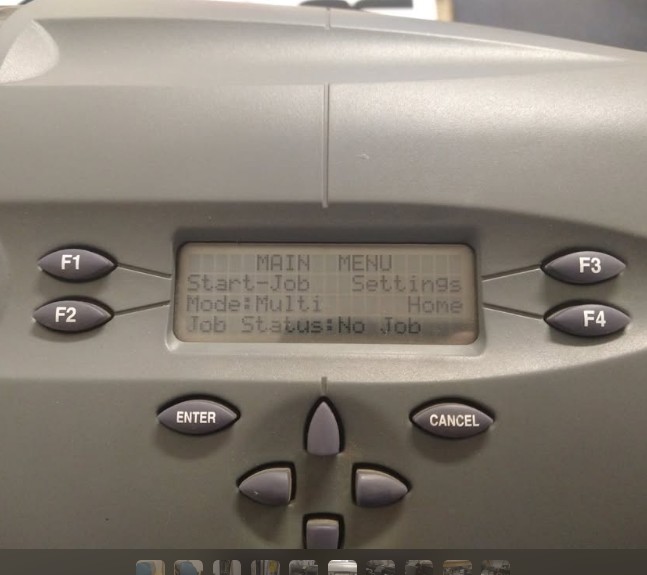 MAIN MENU
F1 Start-Job Settings F3
F2 Mode:Multi Home F4
Job Status:No Job
ENTER CANCEL